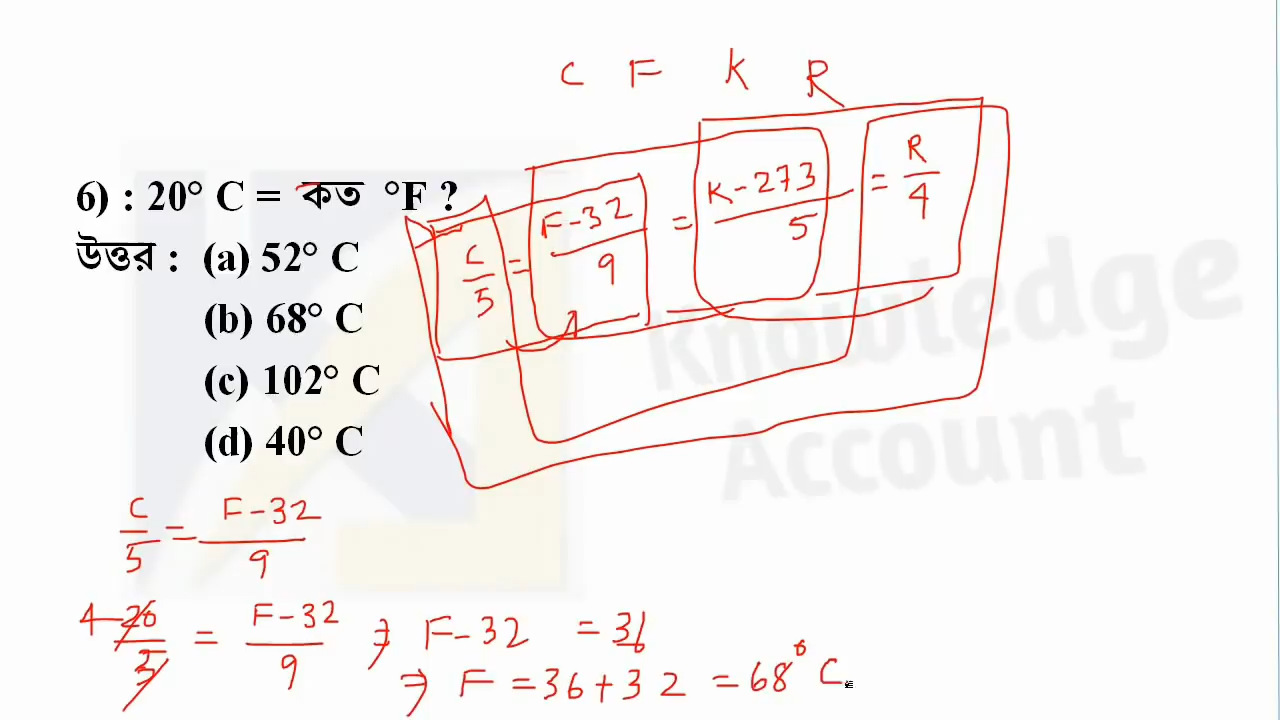 C F K R
6) : 20° C = কত °F ?
উত্তর : (a) 52° C
(b) 68° C
(c) 102° C
(d) 40° C
C/5 = F-32/9 = K-273/5 = R/4
Knowledge
Account
C/5 = F-32/9
4 20/5 = F-32/9 ⇒ F-32 = 36
⇒ F = 36+32 = 68° C